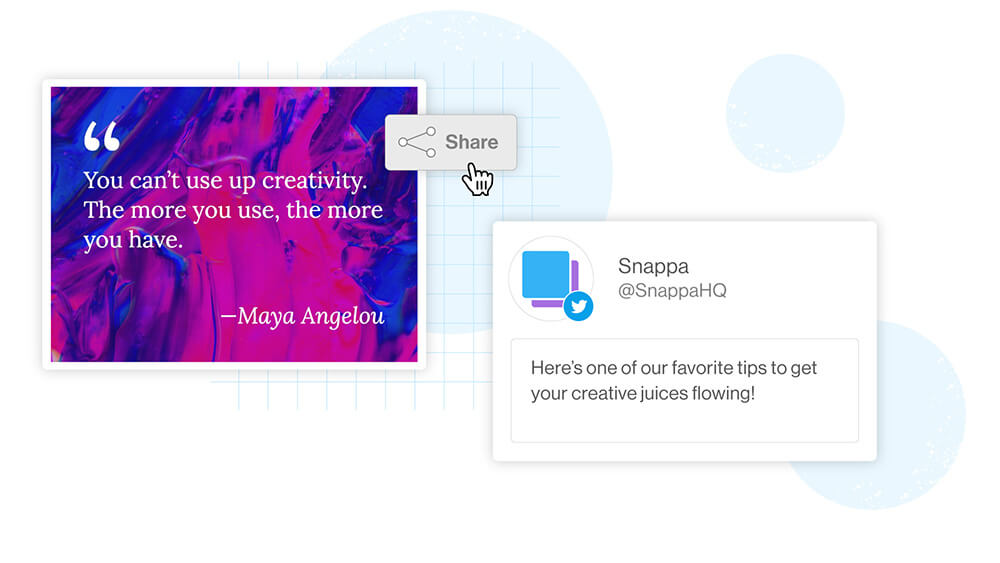 “
You can’t use up creativity.
The more you use, the more
you have.
—Maya Angelou
Share
Snappa
@SnappaHQ
Here’s one of our favorite tips to get
your creative juices flowing!